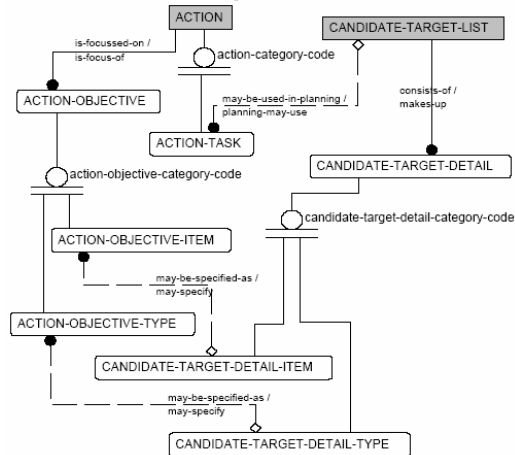 ACTION
CANDIDATE-TARGET-LIST
is-focussed-on /
is-focus-of
action-category-code
ACTION-OBJECTIVE
may-be-used-in-planning /
planning-may-use
consists-of /
makes-up
ACTION-TASK
CANDIDATE-TARGET-DETAIL
action-objective-category-code
candidate-target-detail-category-code
ACTION-OBJECTIVE-ITEM
may-be-specified-as /
may-specify
ACTION-OBJECTIVE-TYPE
CANDIDATE-TARGET-DETAIL-ITEM
may-be-specified-as /
may-specify
CANDIDATE-TARGET-DETAIL-TYPE